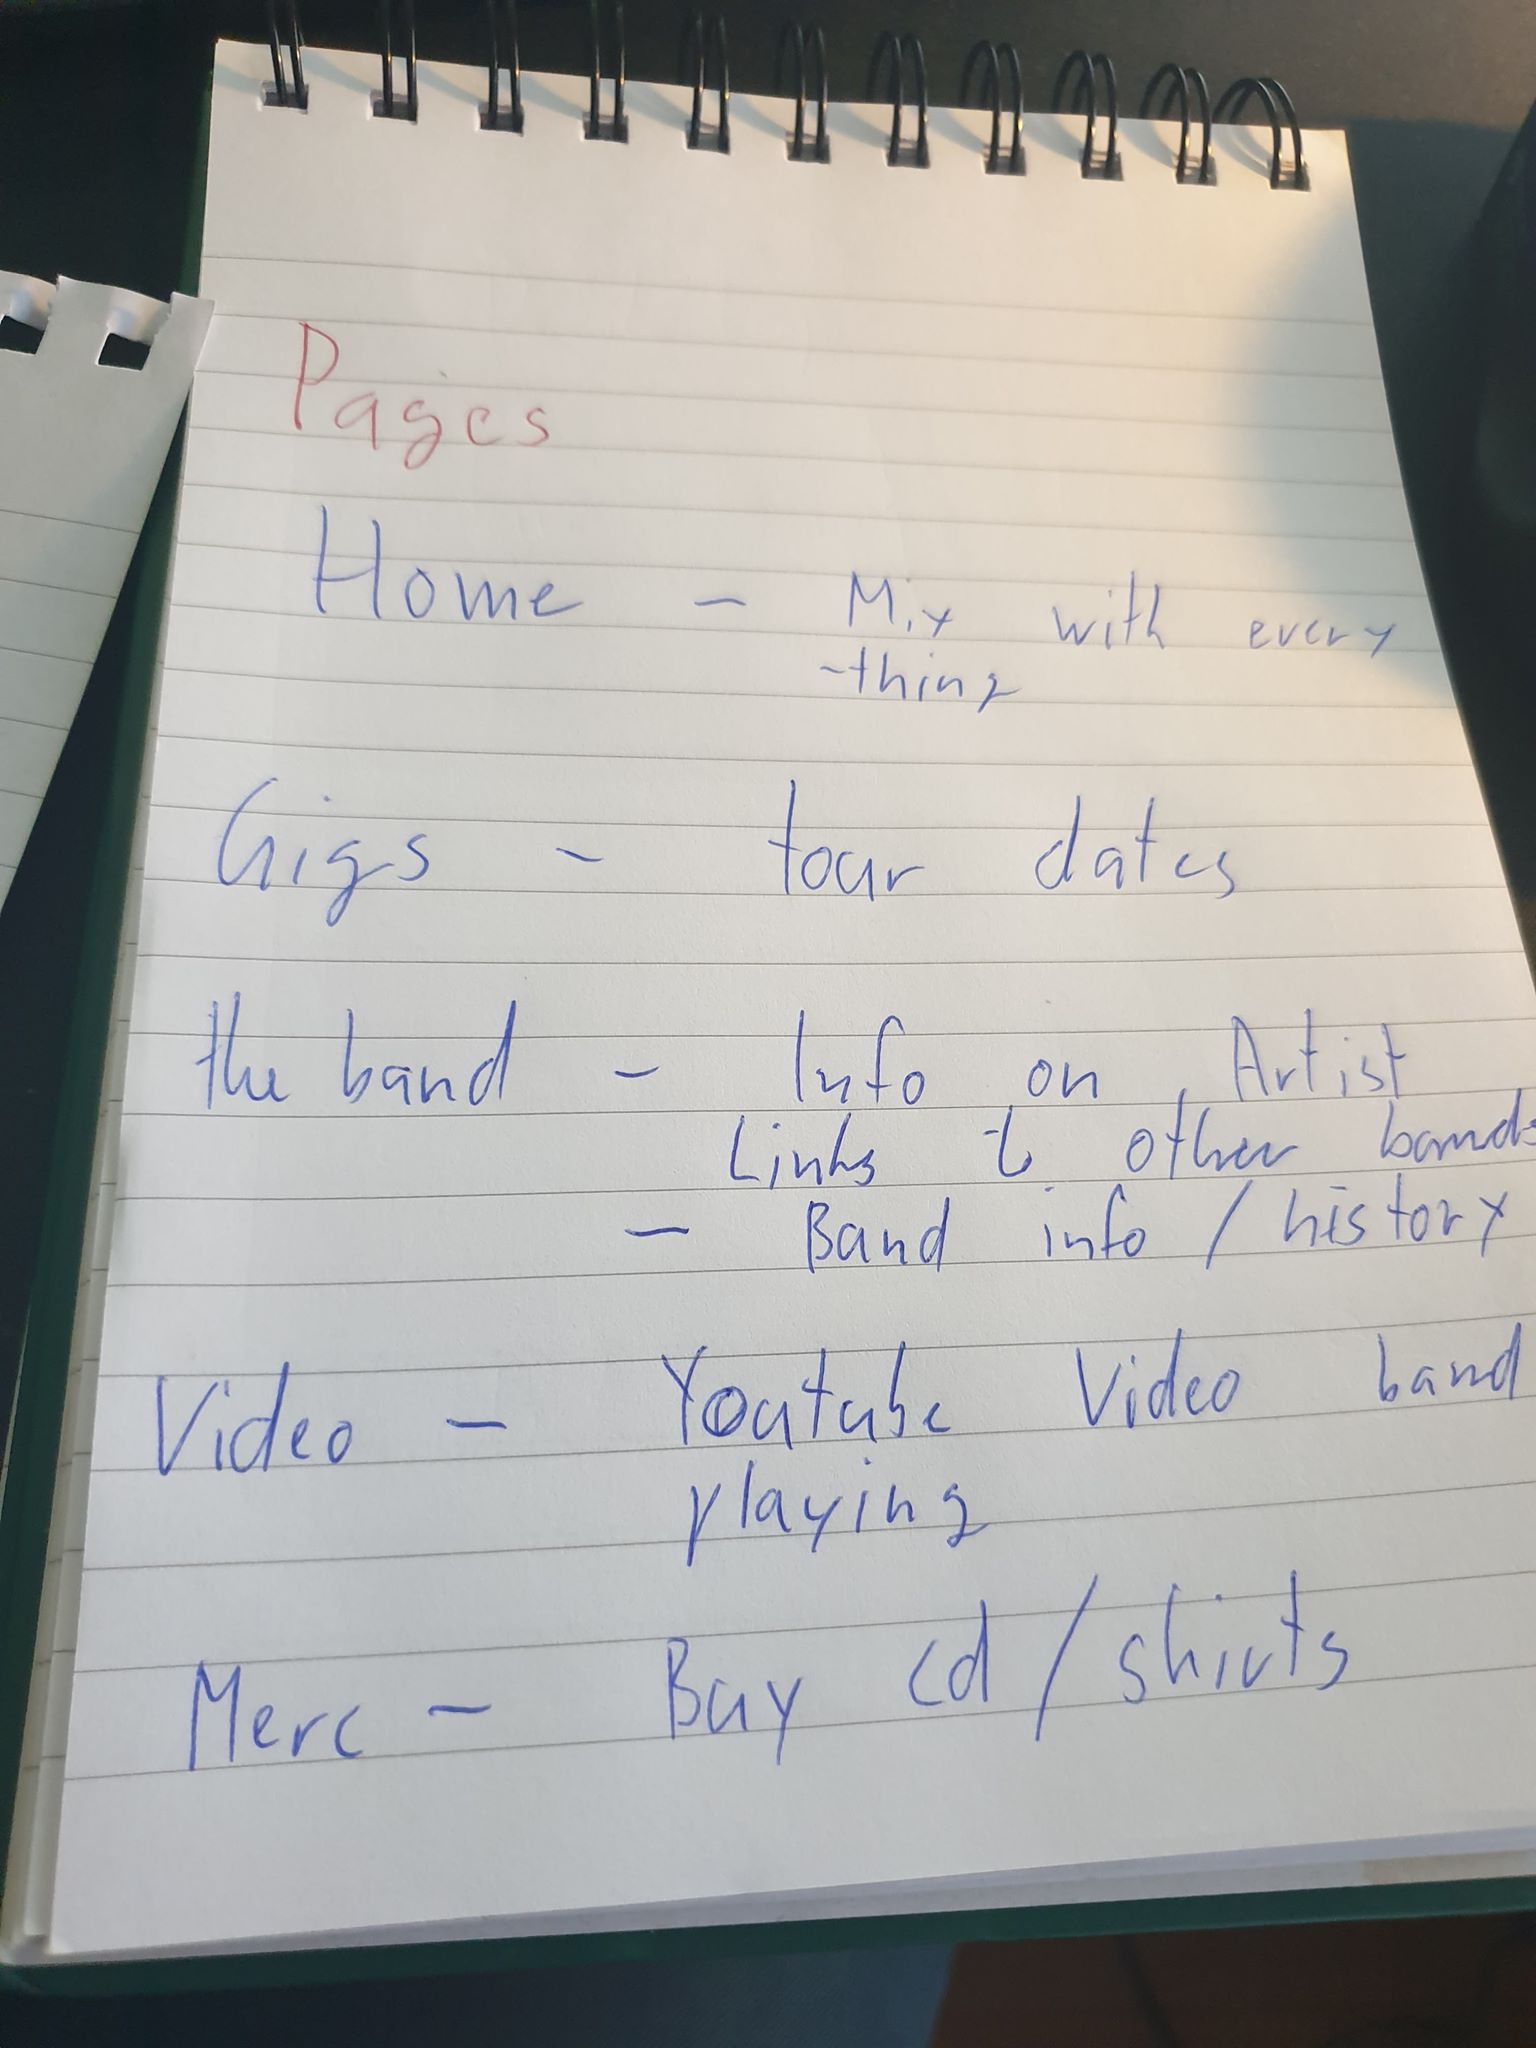 Pages
Home - Mix with every
-thing
Gigs - tour dates
the band - Info on Artist
Links to other bands
- Band info / history
Video - Youtube Video band
playing
Merc - Buy cd / shirts